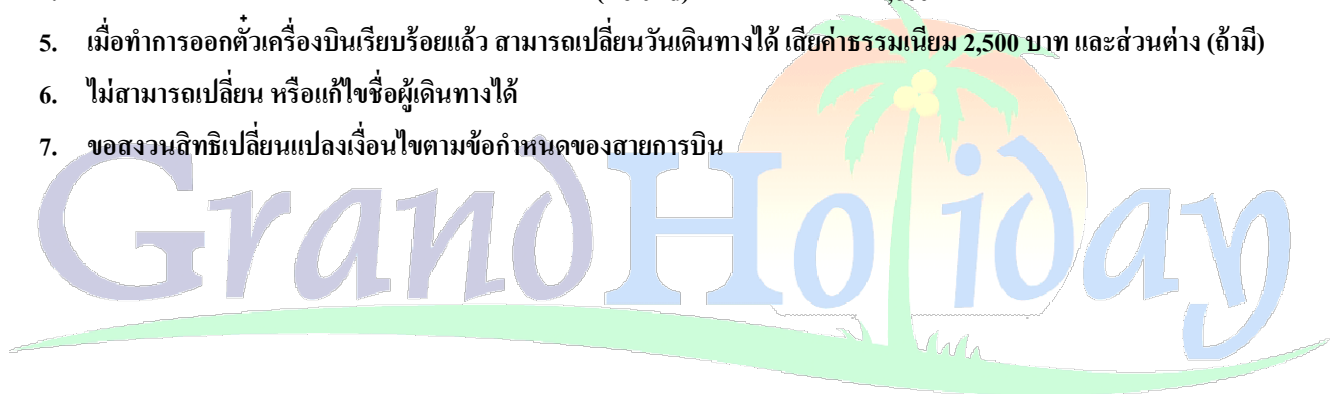 5. เมื่อทำการออกตั๋วเครื่องบินเรียบร้อยแล้ว สามารถเปลี่ยนวันเดินทางได้ เสียค่าธรรมเนียม 2,500 บาท และส่วนต่าง (ถ้ามี)
6. ไม่สามารถเปลี่ยน หรือแก้ไขชื่อผู้เดินทางได้
7. ขอสงวนสิทธิเปลี่ยนแปลงเงื่อนไขตามข้อกำหนดของสายการบิน
GrandHoliday